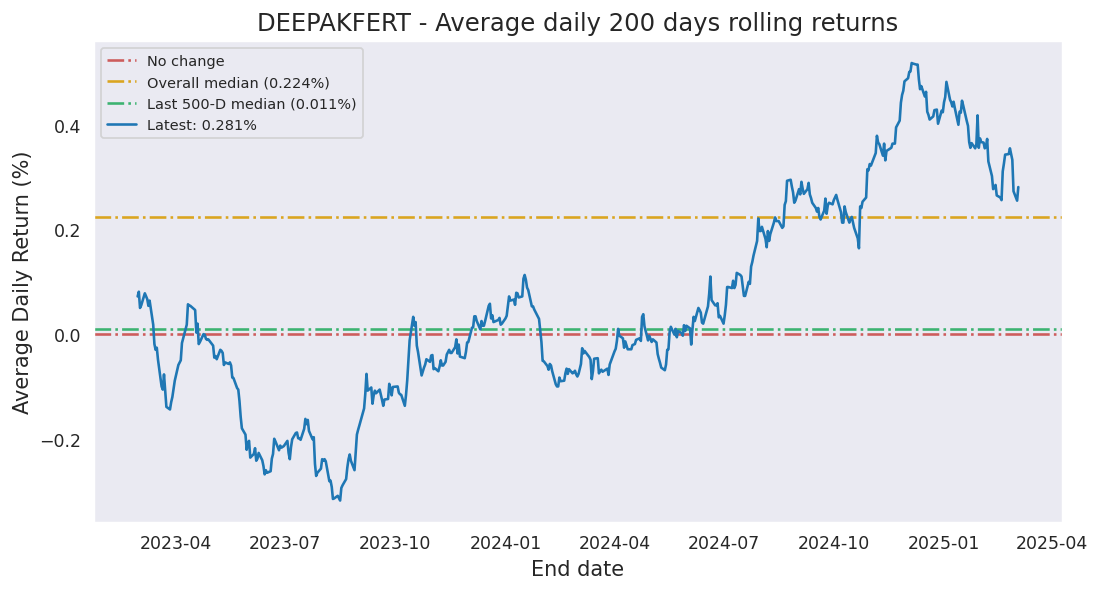 DEEPAKFERT - Average daily 200 days rolling returns
No change
Overall median (0.224%)
Last 500-D median (0.011%)
Latest: 0.281%
Average Daily Return (%)
0.4
0.2
0.0
−0.2
2023-04 2023-07 2023-10 2024-01 2024-04 2024-07 2024-10 2025-01 2025-04
End date